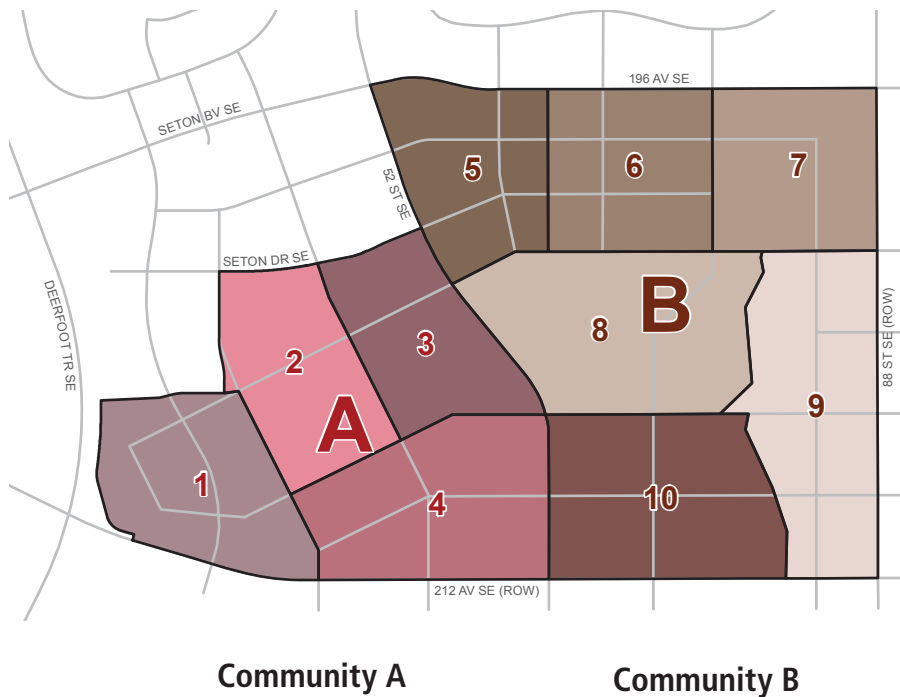 196 AV SE
SETON BV SE
5
6
7
52 ST SE
SETON DR SE
DEERFOOT TR SE
B
88 ST SE (ROW)
8
3
2
9
A
1
10
4
212 AV SE (ROW)
Community A
Community B